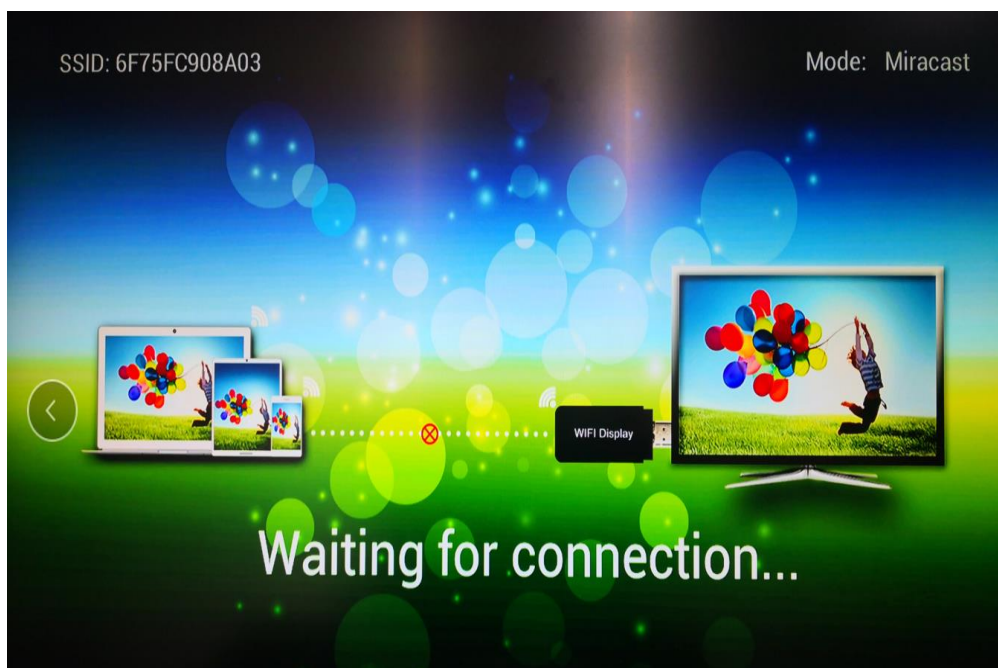 SSID: 6F75FC908A03
Mode: Miracast
WIFI Display
Waiting for connection...